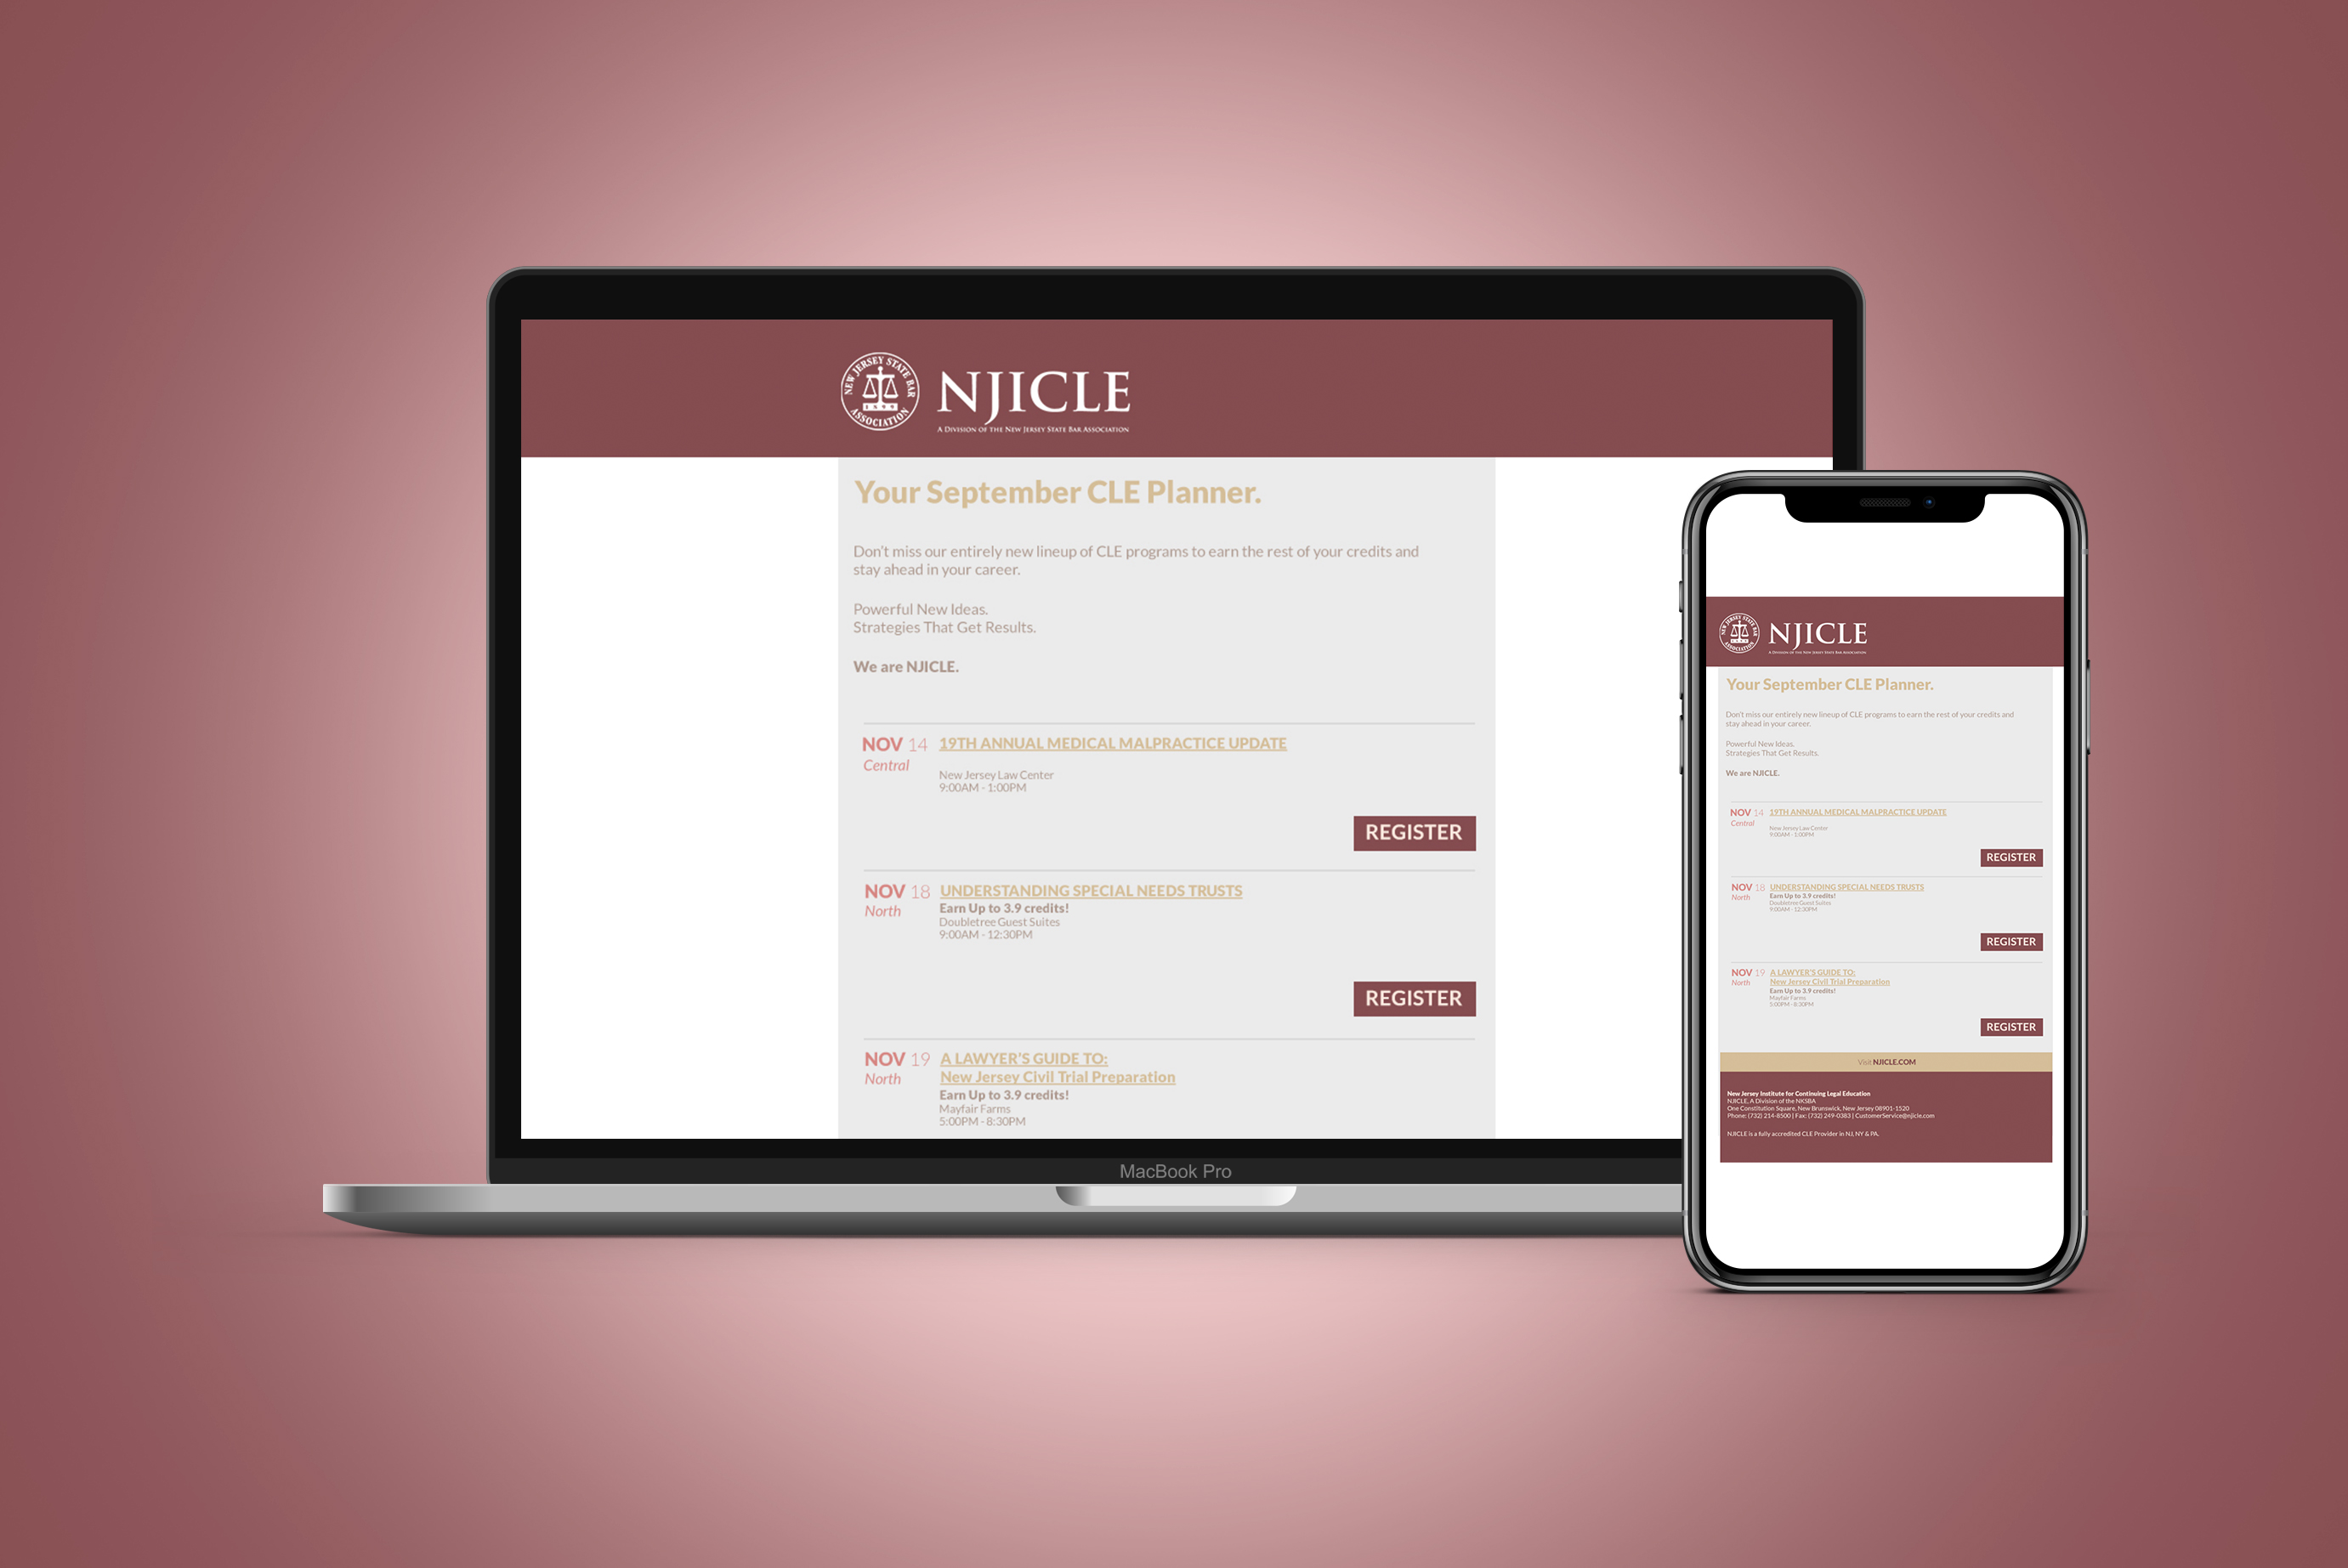 NEW JERSEY STATE BAR
ASSOCIATION
1899
NJICLE
A DIVISION OF THE NEW JERSEY STATE BAR ASSOCIATION
Your September CLE Planner.
Don't miss our entirely new lineup of CLE programs to earn the rest of your credits and
stay ahead in your career.
Powerful New Ideas.
Strategies That Get Results.
We are NJICLE.
NOV 14 19TH ANNUAL MEDICAL MALPRACTICE UPDATE
Central
New Jersey Law Center
9:00AM - 1:00PM
REGISTER
NOV 18 UNDERSTANDING SPECIAL NEEDS TRUSTS
North Earn Up to 3.9 credits!
Doubletree Guest Suites
9:00AM - 12:30PM
REGISTER
NOV 19 A LAWYER'S GUIDE TO:
North New Jersey Civil Trial Preparation
Earn Up to 3.9 credits!
Mayfair Farms
5:00PM - 8:30PM
MacBook Pro
NEW JERSEY STATE BAR
ASSOCIATION
NJICLE
A DIVISION OF THE NEW JERSEY STATE BAR ASSOCIATION
Your September CLE Planner.
Don't miss our entirely new lineup of CLE programs to earn the rest of your credits and
stay ahead in your career.
Powerful New Ideas.
Strategies That Get Results.
We are NJICLE.
NOV 14 19TH ANNUAL MEDICAL MALPRACTICE UPDATE
Central
New Jersey Law Center
9:00AM - 1:00PM
REGISTER
NOV 18 UNDERSTANDING SPECIAL NEEDS TRUSTS
North Earn Up to 3.9 credits!
Doubletree Guest Suites
9:00AM - 12:30PM
REGISTER
NOV 19 A LAWYER'S GUIDE TO:
North New Jersey Civil Trial Preparation
Earn Up to 3.9 credits!
Mayfair Farms
5:00PM - 8:30PM
REGISTER
Visit NJICLE.COM
New Jersey Institute for Continuing Legal Education
NJICLE, A Division of the NKSBA
One Constitution Square, New Brunswick, New Jersey 08901-1520
Phone: (732) 214-8500 | Fax: (732) 249-0383 | CustomerService@njicle.com
NJICLE is a fully accredited CLE Provider in NJ, NY & PA.